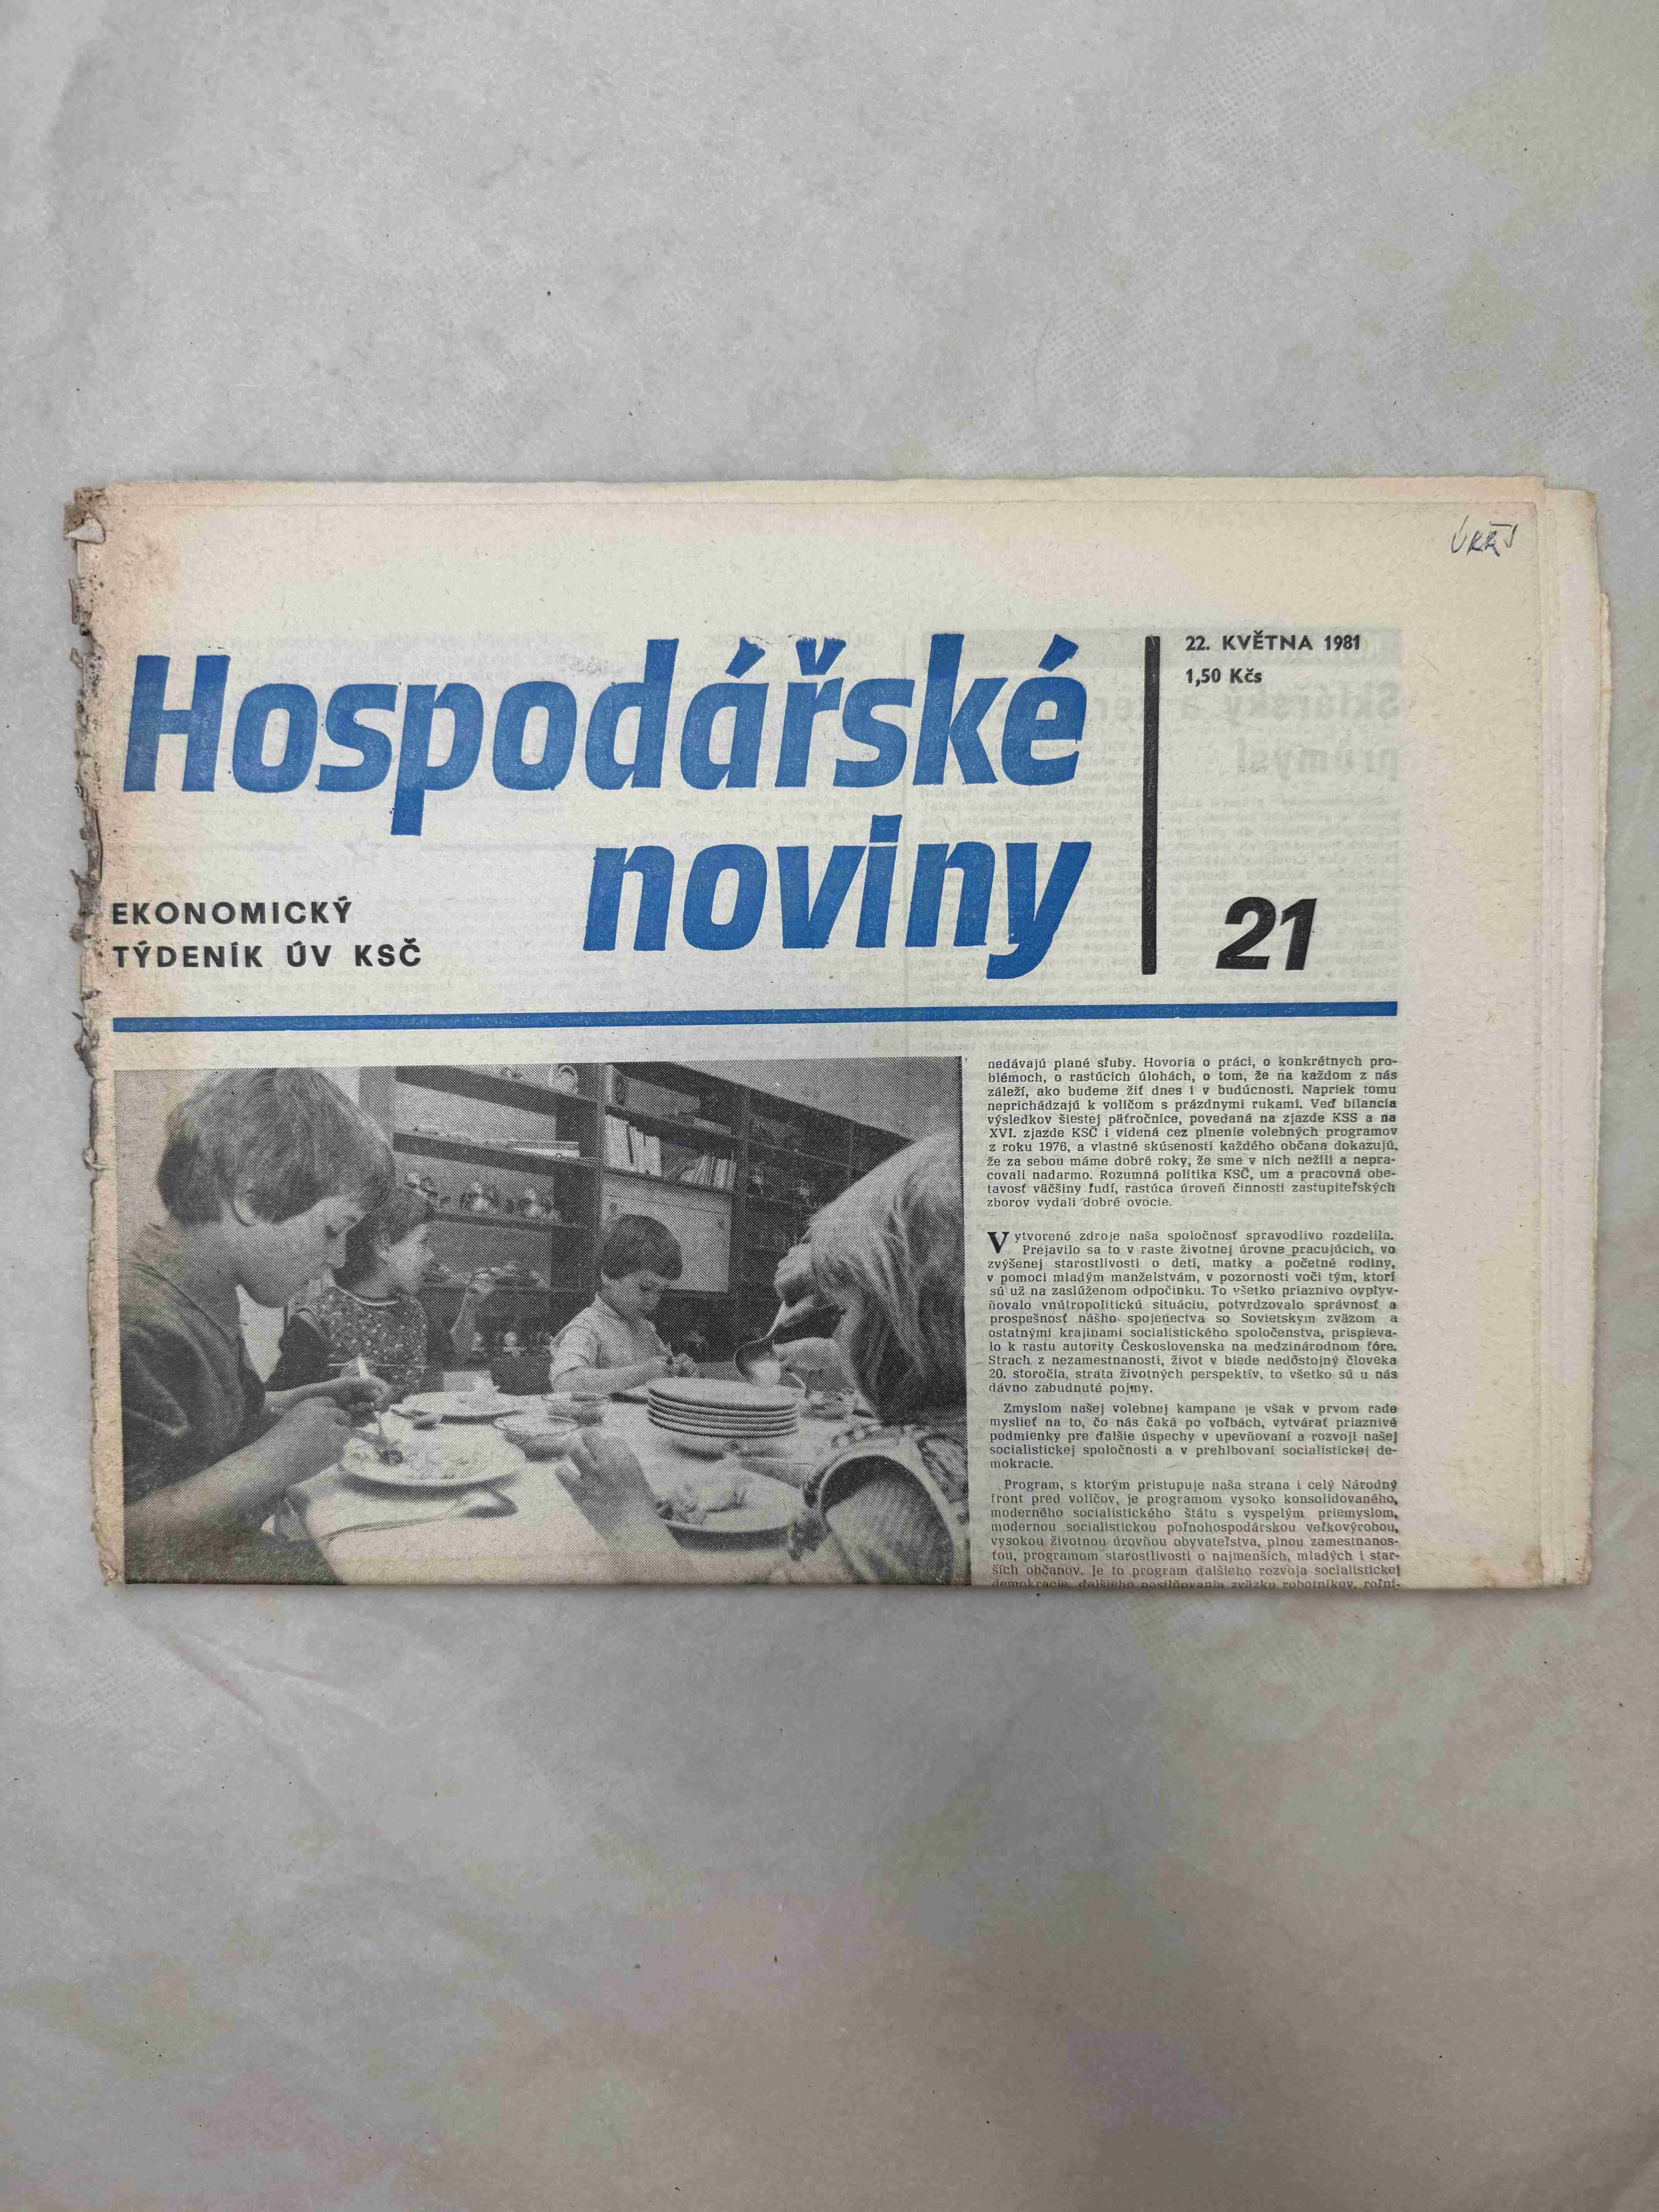 Hospodářské
noviny
EKONOMICKÝ
TÝDENÍK ÚV KSČ
22. KVĚTNA 1981
1,50 Kčs
21
nedávajú plané sľuby. Hovoria o práci, o konkrétnych pro-
blémoch, o rastúcich úlohách, o tom, že na každom z nás
záleží, ako budeme žiť dnes i v budúcnosti. Napriek tomu
neprichádzajú k voličom s prázdnymi rukami. Veď bilancia
výsledkov šiestej päťročnice, povedaná na zjazde KSS a na
XVI. zjazde KSČ i videná cez plnenie volebných programov
z roku 1976, a vlastné skúsenosti každého občana dokazujú,
že za sebou máme dobré roky, že sme v nich nežili a nepra-
covali nadarmo. Rozumná politika KSČ, um a pracovná obe-
tavosť väčšiny ľudí, rastúca úroveň činnosti zastupiteľských
zborov vydali dobré ovocie.
Vytvorené zdroje naša spoločnosť spravodlivo rozdelila.
Prejavilo sa to v raste životnej úrovne pracujúcich, vo
zvýšenej starostlivosti o deti, matky a početné rodiny,
v pomoci mladým manželstvám, v pozornosti voči tým, ktorí
sú už na zaslúženom odpočinku. To všetko priaznivo ovplyv-
ňovalo vnútropolitickú situáciu, potvrdzovalo správnosť a
prospešnosť nášho spojenectva so Sovietskym zväzom a
ostatnými krajinami socialistického spoločenstva, prispieva-
lo k rastu autority Československa na medzinárodnom fóre.
Strach z nezamestnanosti, život v biede nedôstojný človeka
20. storočia, strata životných perspektív, to všetko sú u nás
dávno zabudnuté pojmy.
Zmyslom našej volebnej kampane je však v prvom rade
myslieť na to, čo nás čaká po voľbách, vytvárať priaznivé
podmienky pre ďalšie úspechy v upevňovaní a rozvoji našej
socialistickej spoločnosti a v prehlbovaní socialistickej de-
mokracie.
Program, s ktorým pristupuje naša strana i celý Národný
front pred voličov, je programom vysoko konsolidovaného,
moderného socialistického štátu s vyspelým priemyslom,
modernou socialistickou poľnohospodárskou veľkovýrobou,
vysokou životnou úrovňou obyvateľstva, plnou zamestnanos-
ťou, programom starostlivosti o najmenších, mladých i star-
ších občanov. Je to program ďalšieho rozvoja socialistickej
demokracie, ďalšieho posilňovania zväzku robotníkov, roľní-